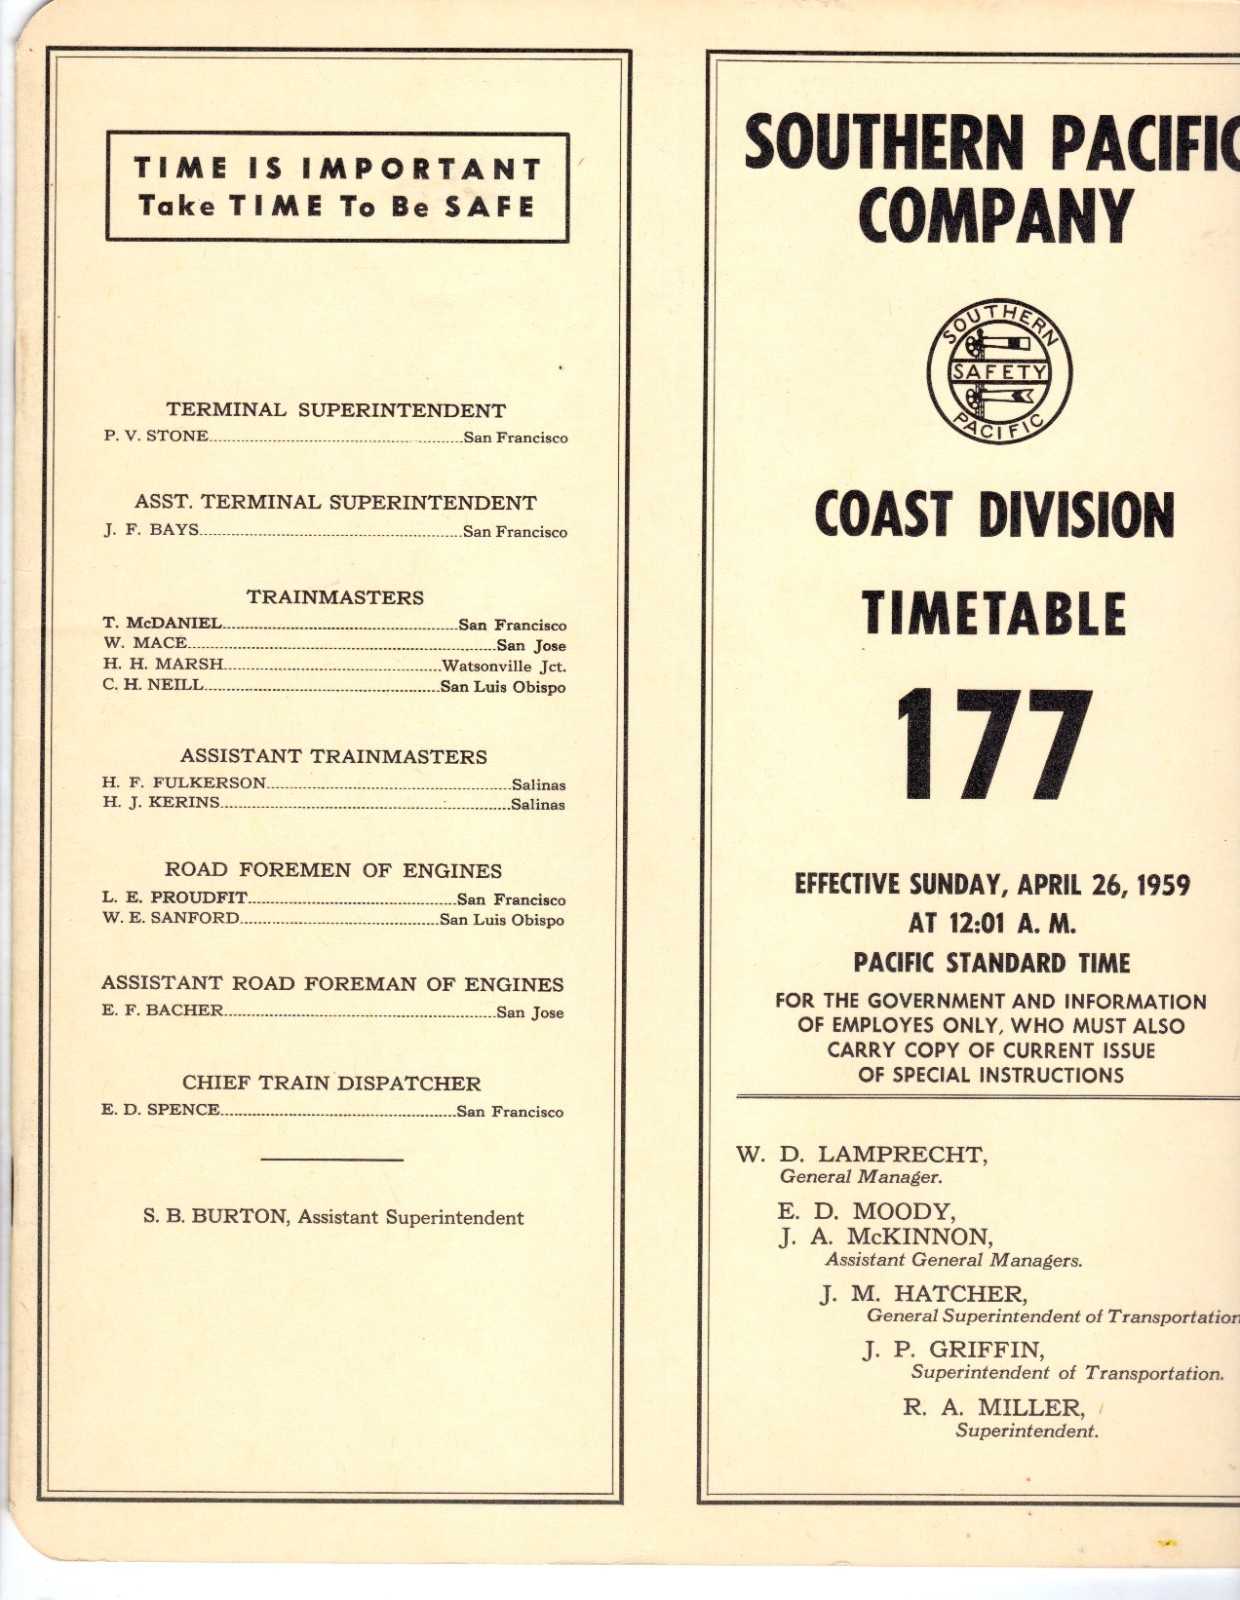 TIME IS IMPORTANT
Take TIME To Be SAFE
TERMINAL SUPERINTENDENT
P. V. STONE San Francisco
ASST. TERMINAL SUPERINTENDENT
J. F. BAYS San Francisco
TRAINMASTERS
T. McDANIEL San Francisco
W. MACE San Jose
H. H. MARSH Watsonville Jct.
C. H. NEILL San Luis Obispo
ASSISTANT TRAINMASTERS
H. F. FULKERSON Salinas
H. J. KERINS Salinas
ROAD FOREMEN OF ENGINES
L. E. PROUDFIT San Francisco
W. E. SANFORD San Luis Obispo
ASSISTANT ROAD FOREMAN OF ENGINES
E. F. BACHER San Jose
CHIEF TRAIN DISPATCHER
E. D. SPENCE San Francisco
S. B. BURTON, Assistant Superintendent
SOUTHERN PACIFIC
COMPANY
SOUTHERN
SAFETY
PACIFIC
COAST DIVISION
TIMETABLE
177
EFFECTIVE SUNDAY, APRIL 26, 1959
AT 12:01 A. M.
PACIFIC STANDARD TIME
FOR THE GOVERNMENT AND INFORMATION
OF EMPLOYES ONLY, WHO MUST ALSO
CARRY COPY OF CURRENT ISSUE
OF SPECIAL INSTRUCTIONS
W. D. LAMPRECHT,
General Manager.
E. D. MOODY,
J. A. McKINNON,
Assistant General Managers.
J. M. HATCHER,
General Superintendent of Transportation
J. P. GRIFFIN,
Superintendent of Transportation.
R. A. MILLER,
Superintendent.